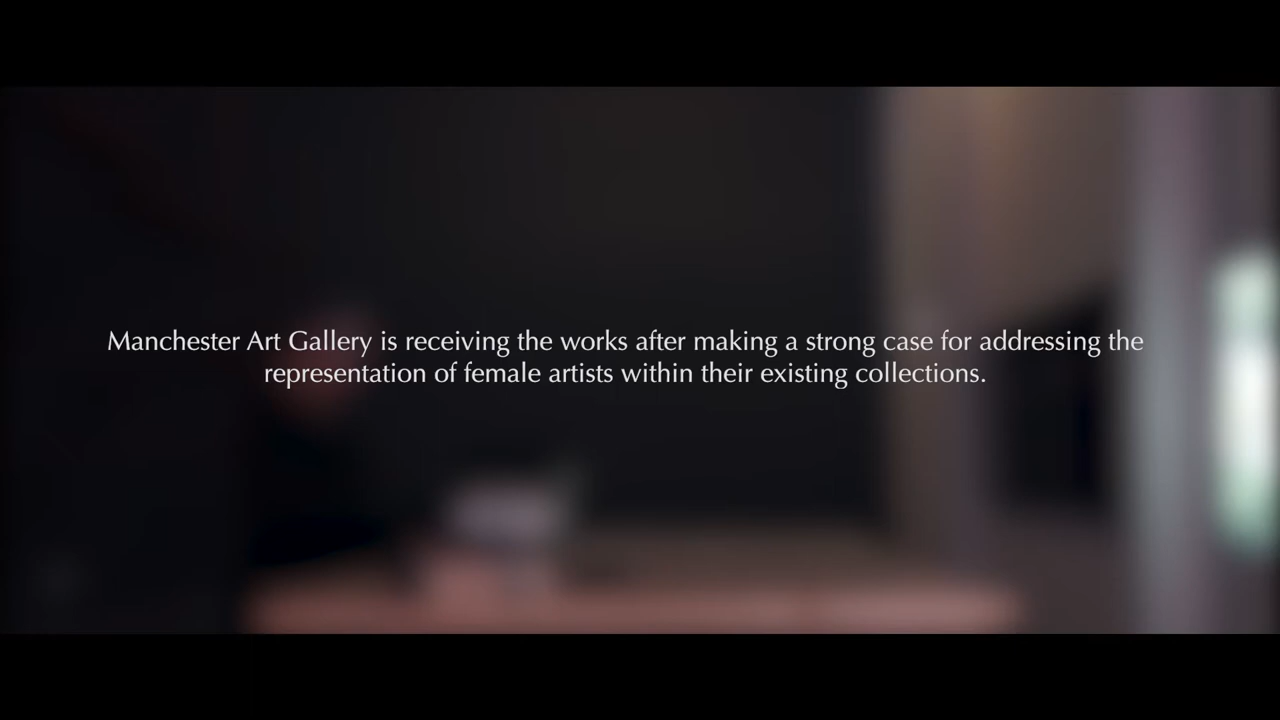 Manchester Art Gallery is receiving the works after making a strong case for addressing the
representation of female artists within their existing collections.